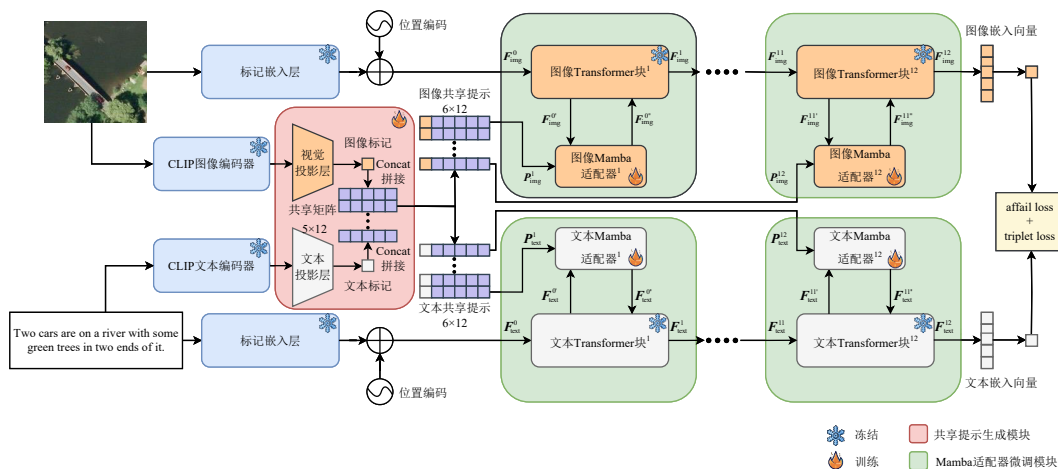 位置编码
标记嵌入层
F⁰img
图像Transformer块¹
F¹img
F¹¹img
图像Transformer块¹²
F¹²img
图像嵌入向量
图像共享提示
6×12
F⁰'img
F⁰''img
F¹¹'img
F¹¹''img
CLIP图像编码器
视觉
投影层
图像标记
Concat
拼接
P¹img
图像Mamba
适配器¹
P¹²img
图像Mamba
适配器¹²
共享矩阵
5×12
affail loss
+
triplet loss
CLIP文本编码器
文本
投影层
Concat
拼接
文本标记
P¹text
文本Mamba
适配器¹
P¹²text
文本Mamba
适配器¹²
文本共享提示
6×12
F⁰'text
F⁰''text
F¹¹'text
F¹¹''text
Two cars are on a river with some
green trees in two ends of it.
标记嵌入层
F⁰text
文本Transformer块¹
F¹text
F¹¹text
文本Transformer块¹²
F¹²text
文本嵌入向量
位置编码
冻结
共享提示生成模块
训练
Mamba适配器微调模块